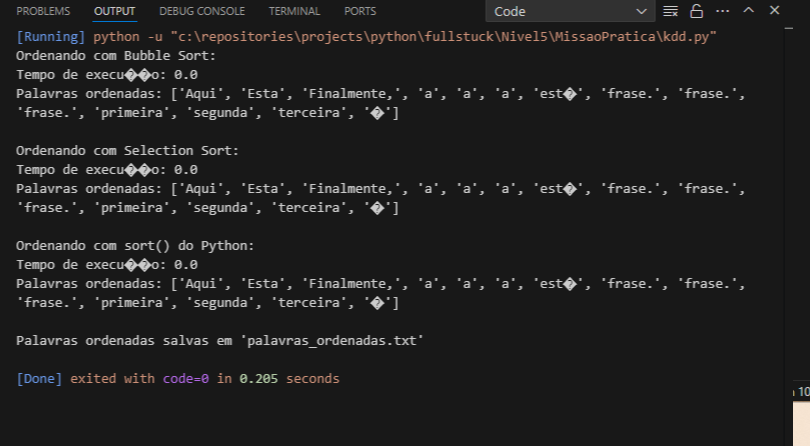 PROBLEMS OUTPUT DEBUG CONSOLE TERMINAL PORTS Code
[Running] python -u "c:\repositories\projects\python\fullstuck\Nivel5\MissaoPratica\kdd.py"
Ordenando com Bubble Sort:
Tempo de execu��o: 0.0
Palavras ordenadas: ['Aqui', 'Esta', 'Finalmente,', 'a', 'a', 'a', 'est�', 'frase.', 'frase.',
'frase.', 'primeira', 'segunda', 'terceira', '�']
Ordenando com Selection Sort:
Tempo de execu��o: 0.0
Palavras ordenadas: ['Aqui', 'Esta', 'Finalmente,', 'a', 'a', 'a', 'est�', 'frase.', 'frase.',
'frase.', 'primeira', 'segunda', 'terceira', '�']
Ordenando com sort() do Python:
Tempo de execu��o: 0.0
Palavras ordenadas: ['Aqui', 'Esta', 'Finalmente,', 'a', 'a', 'a', 'est�', 'frase.', 'frase.',
'frase.', 'primeira', 'segunda', 'terceira', '�']
Palavras ordenadas salvas em 'palavras_ordenadas.txt'
[Done] exited with code=0 in 0.205 seconds